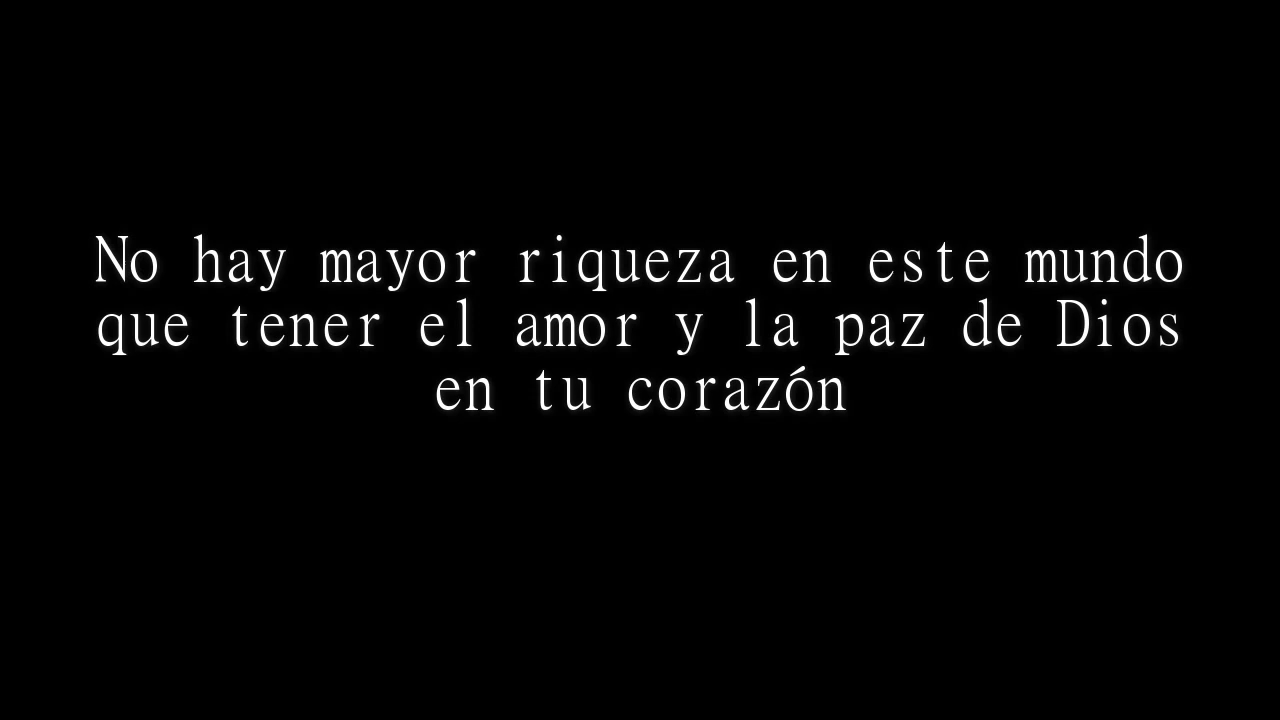 No hay mayor riqueza en este mundo
que tener el amor y la paz de Dios
en tu corazón